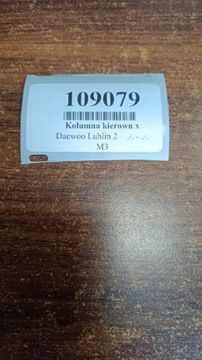 109079
Kolumna kierown x
Daewoo Lublin 2
M3